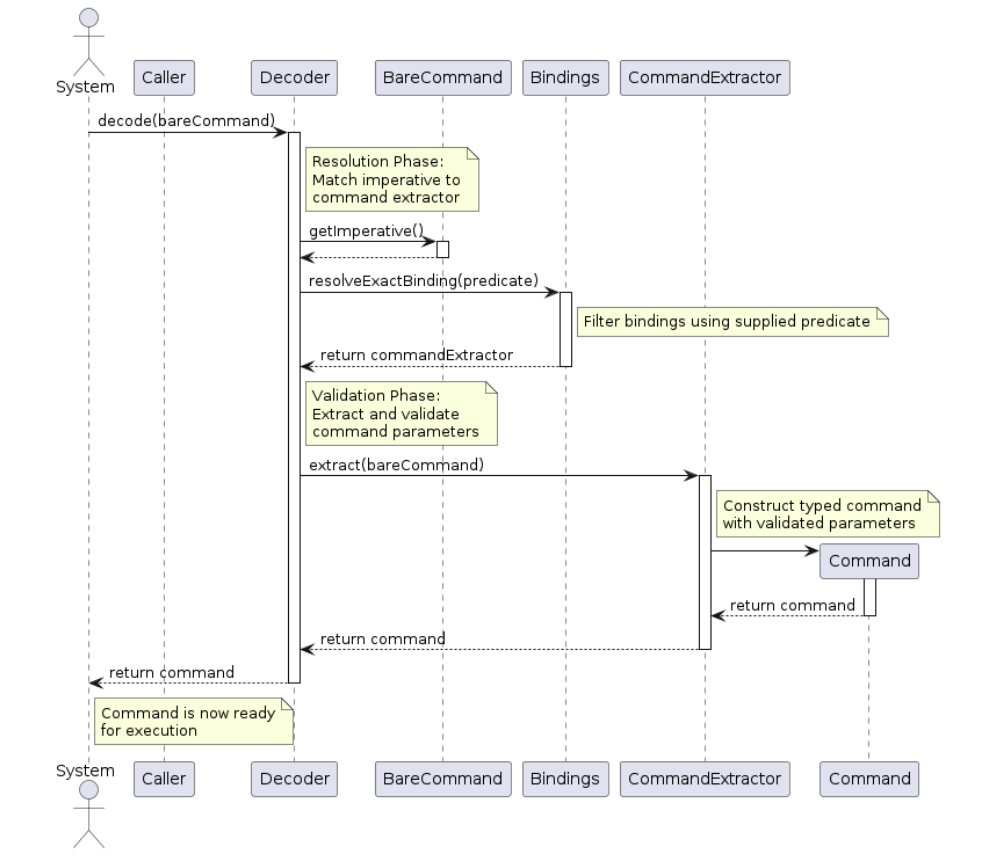 System
Caller
Decoder
BareCommand
Bindings
CommandExtractor
decode(bareCommand)
Resolution Phase:
Match imperative to
command extractor
getImperative()
resolveExactBinding(predicate)
Filter bindings using supplied predicate
return commandExtractor
Validation Phase:
Extract and validate
command parameters
extract(bareCommand)
Construct typed command
with validated parameters
Command
return command
return command
return command
Command is now ready
for execution
System
Caller
Decoder
BareCommand
Bindings
CommandExtractor
Command